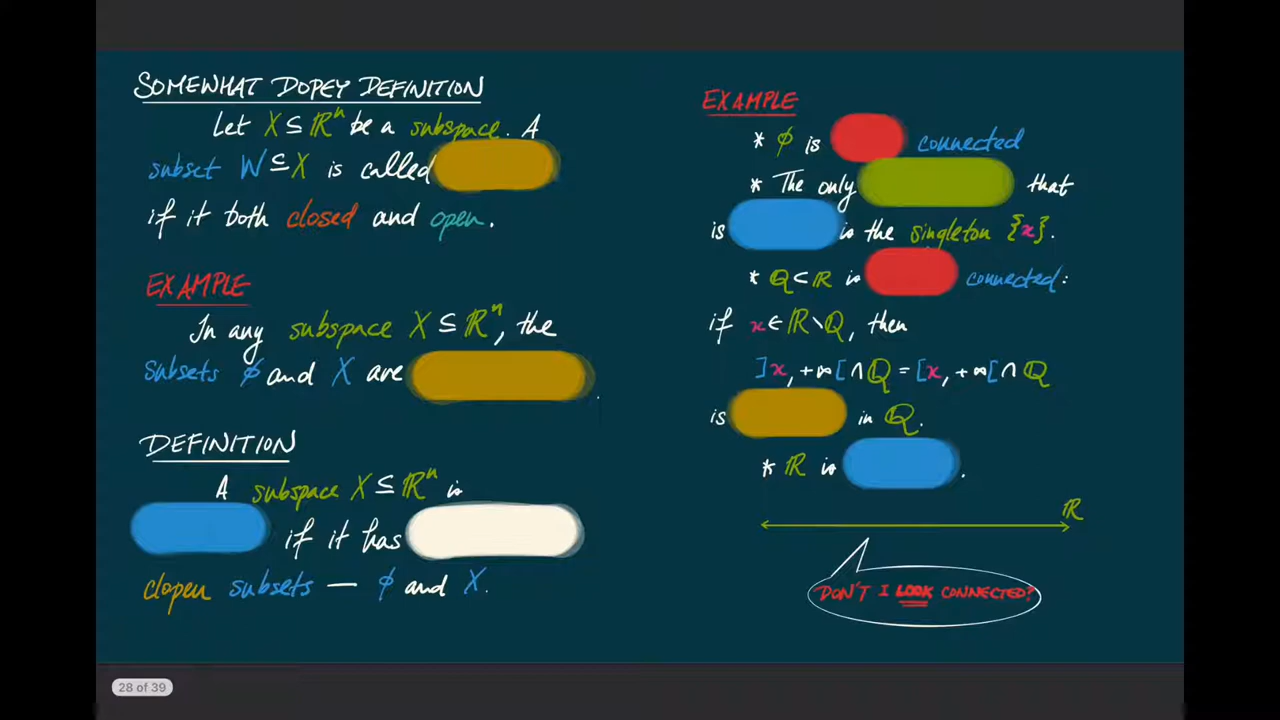 SOMEWHAT DOPEY DEFINITION
Let X ⊆ ℝⁿ be a subspace. A
subset W ⊆ X is called
if it both closed and open.
EXAMPLE
In any subspace X ⊆ ℝⁿ, the
subsets ϕ and X are
.
DEFINITION
A subspace X ⊆ ℝⁿ is
if it has
clopen subsets — ϕ and X.
EXAMPLE
* ϕ is connected
* The only that
is is the singleton {x}.
* ℚ ⊂ ℝ is connected:
if x ∈ ℝ∖ℚ, then
]x, +∞[ ∩ ℚ = [x, +∞[ ∩ ℚ
is in ℚ.
* ℝ is .
ℝ
DON'T I LOOK CONNECTED?
28 of 39